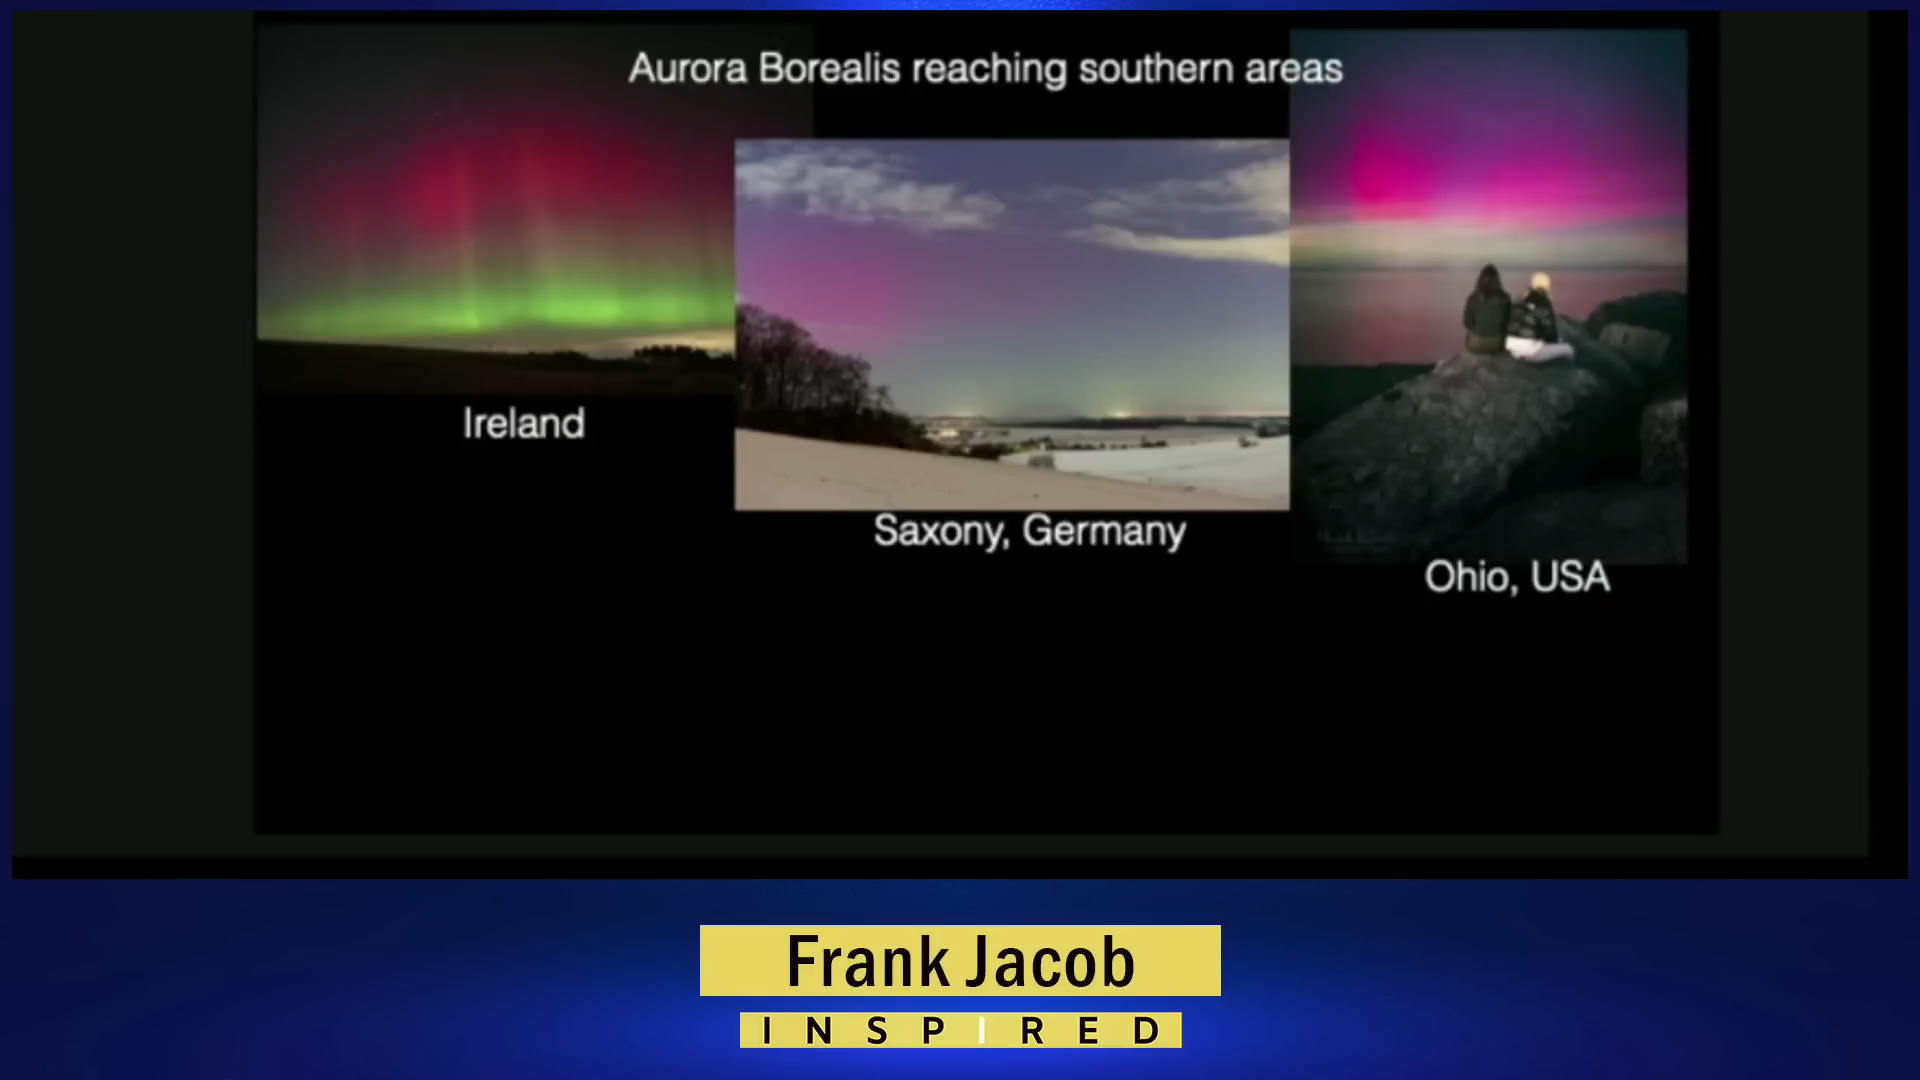 Aurora Borealis reaching southern areas
Ireland
Saxony, Germany
Ohio, USA
Frank Jacob
INSPIRED